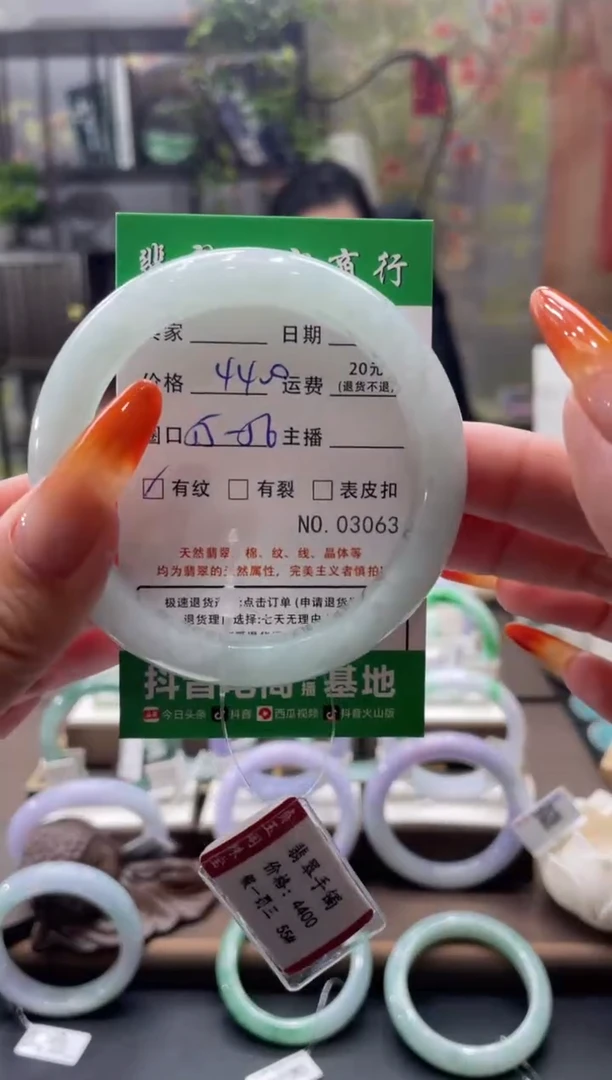 商行
家 日期
价格 440 运费 20元
(退货不退
圈口 主播
有纹 有裂 表皮扣
NO.03063
天然翡翠 棉、纹、线、晶体等
均为翡翠的天然属性，完美主义者慎拍
极速退货 :点击订单(申请退货
退货理 选择:七天无理由
抖音 播基地
今日头条 抖音 西瓜视频 抖音火山版
翡翠手镯
价格: 4400
55#